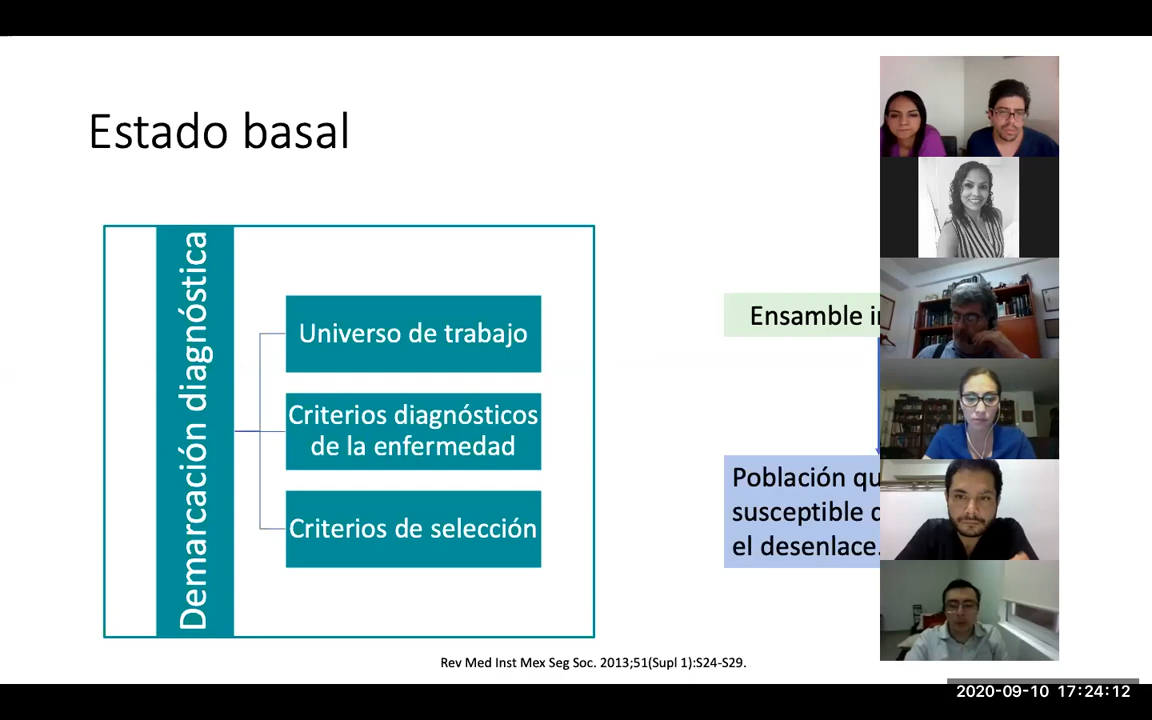 Estado basal
Demarcación diagnóstica
Universo de trabajo
Criterios diagnósticos
de la enfermedad
Criterios de selección
Ensamble
Población
susceptible
el desenlace.
Rev Med Inst Mex Seg Soc. 2013;51(Supl 1):S24-S29.
2020-09-10 17:24:12